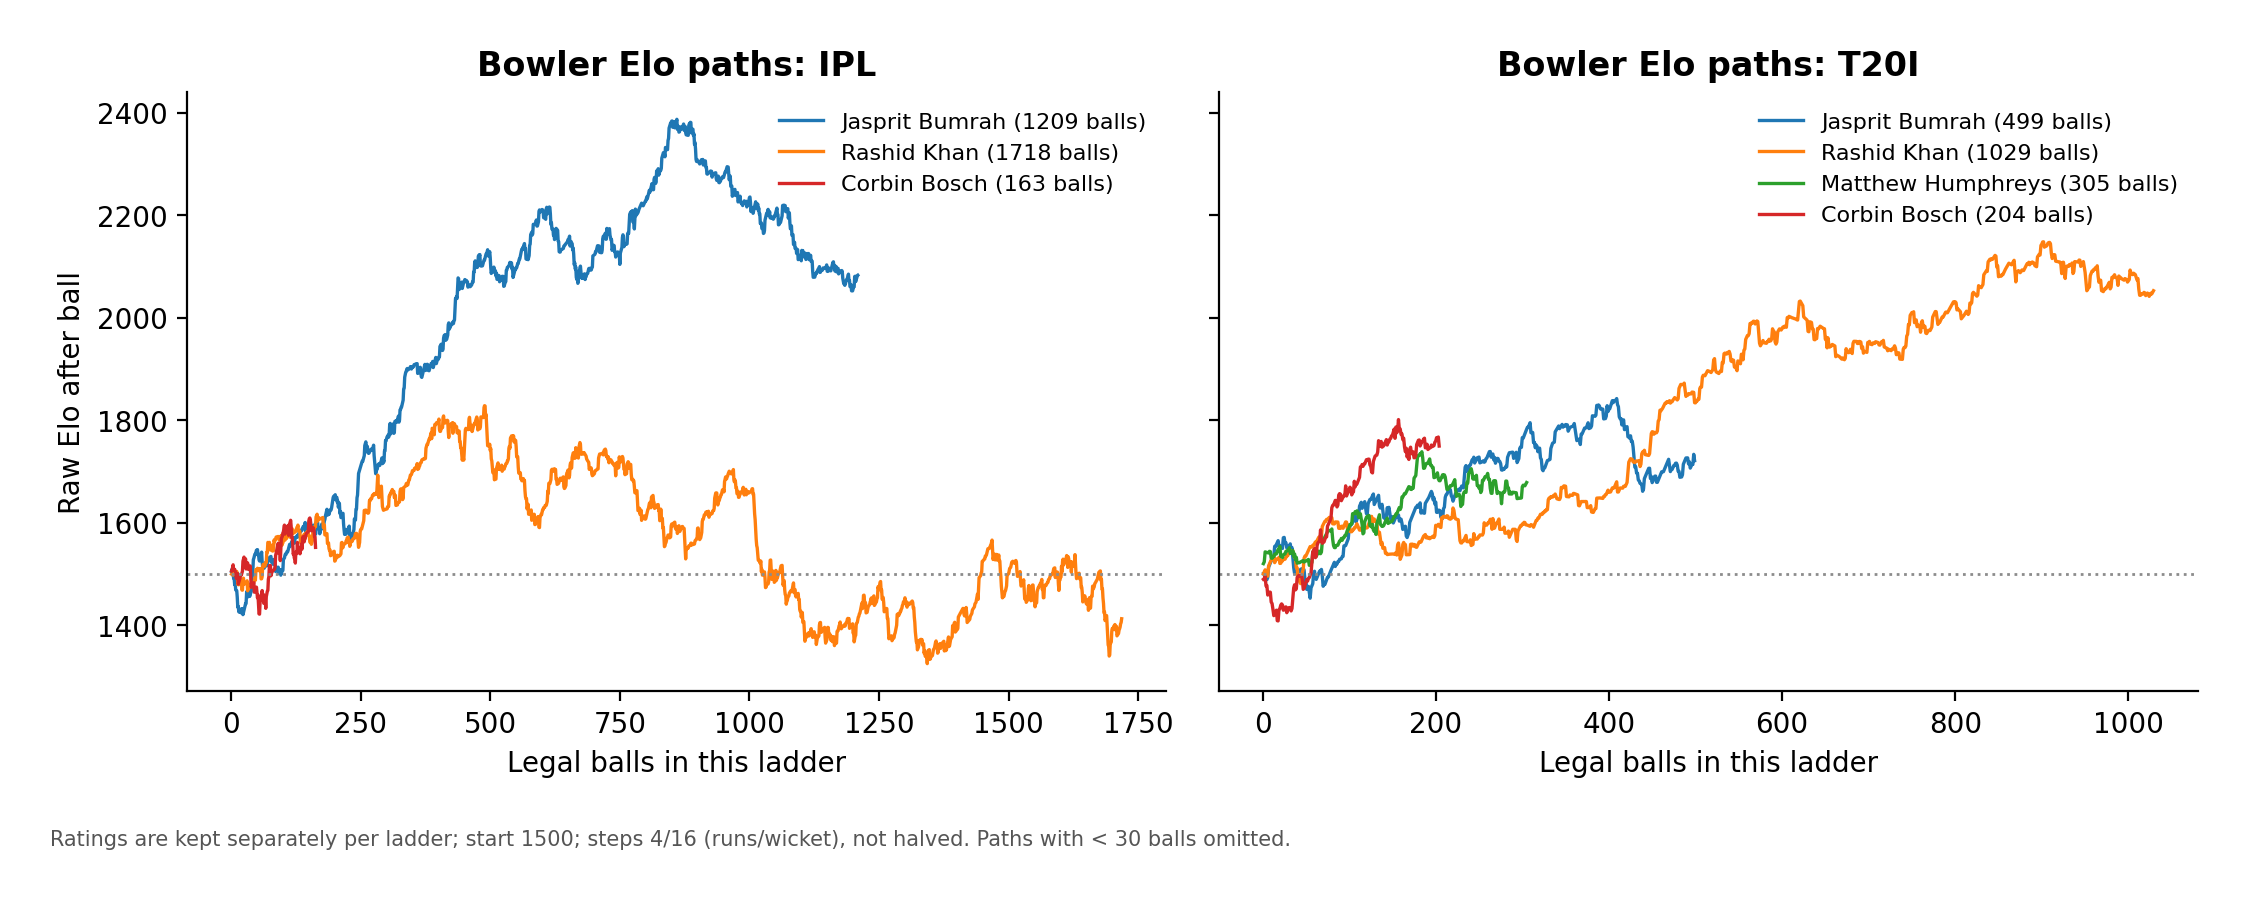 Bowler Elo paths: IPL
Raw Elo after ball
2400
2200
2000
1800
1600
1400
Jasprit Bumrah (1209 balls)
Rashid Khan (1718 balls)
Corbin Bosch (163 balls)
0 250 500 750 1000 1250 1500 1750
Legal balls in this ladder
Bowler Elo paths: T20I
Jasprit Bumrah (499 balls)
Rashid Khan (1029 balls)
Matthew Humphreys (305 balls)
Corbin Bosch (204 balls)
0 200 400 600 800 1000
Legal balls in this ladder
Ratings are kept separately per ladder; start 1500; steps 4/16 (runs/wicket), not halved. Paths with < 30 balls omitted.